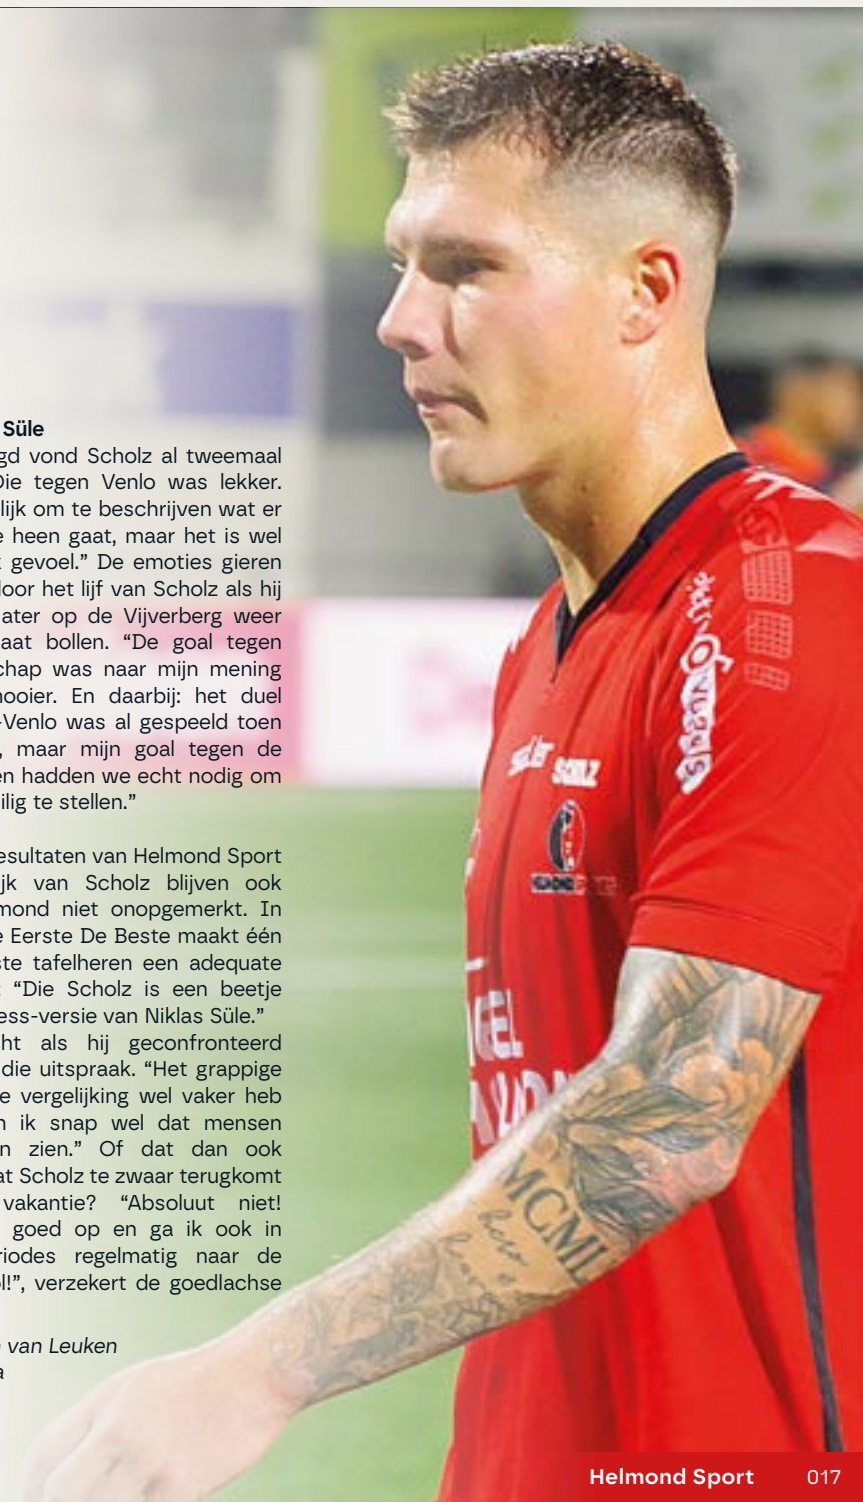 Süle
gd vond Scholz al tweemaal
Die tegen Venlo was lekker.
lijk om te beschrijven wat er
e heen gaat, maar het is wel
gevoel.” De emoties gieren
door het lijf van Scholz als hij
later op de Vijverberg weer
aat bollen. “De goal tegen
chap was naar mijn mening
mooier. En daarbij: het duel
-Venlo was al gespeeld toen
, maar mijn goal tegen de
en hadden we echt nodig om
ilig te stellen.”
esultaten van Helmond Sport
ijk van Scholz blijven ook
mond niet onopgemerkt. In
e Eerste De Beste maakt één
ste tafelheren een adequate
“Die Scholz is een beetje
ess-versie van Niklas Süle.”
ht als hij geconfronteerd
die uitspraak. “Het grappige
e vergelijking wel vaker heb
n ik snap wel dat mensen
n zien.” Of dat dan ook
at Scholz te zwaar terugkomt
vakantie? “Absoluut niet!
goed op en ga ik ook in
riodes regelmatig naar de
l!”, verzekert de goedlachse
van Leuken
a
SCHOLZ
MCML
Helmond Sport 017